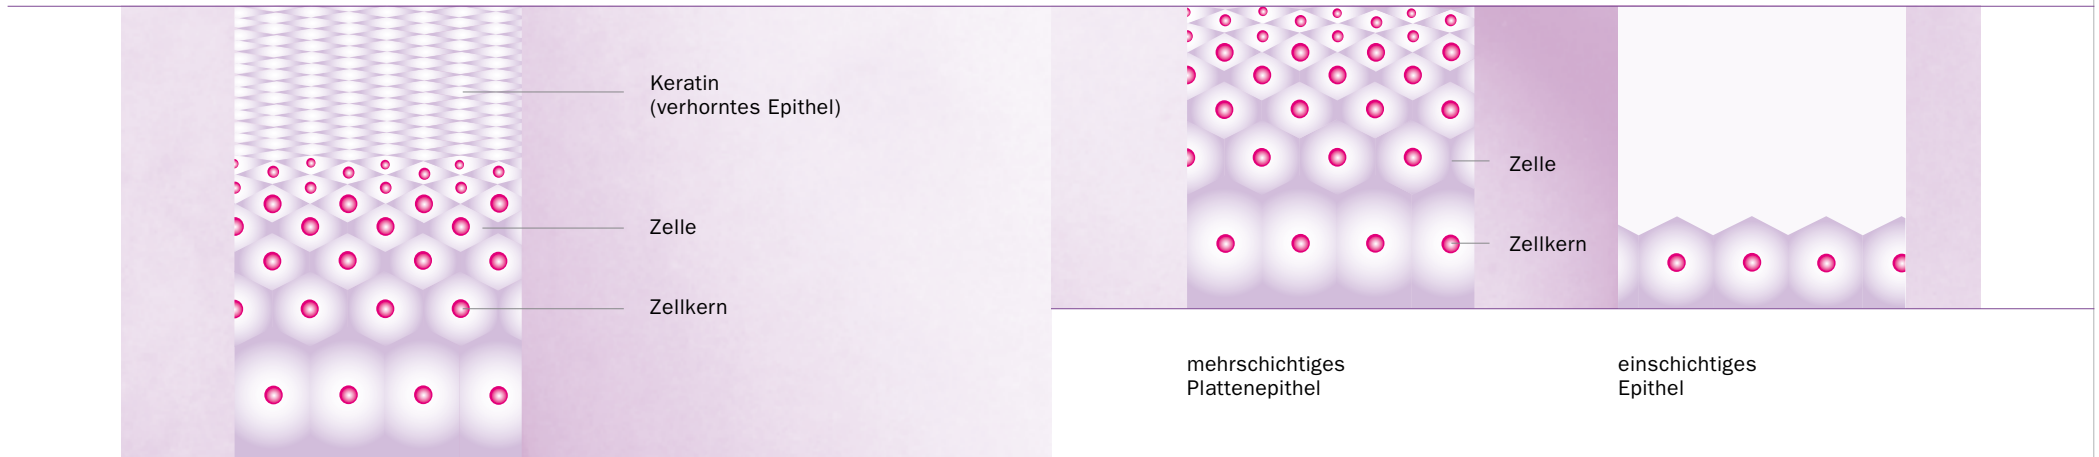 Keratin
(verhorntes Epithel)
Zelle
Zellkern
Zelle
Zellkern
mehrschichtiges
Plattenepithel
einschichtiges
Epithel